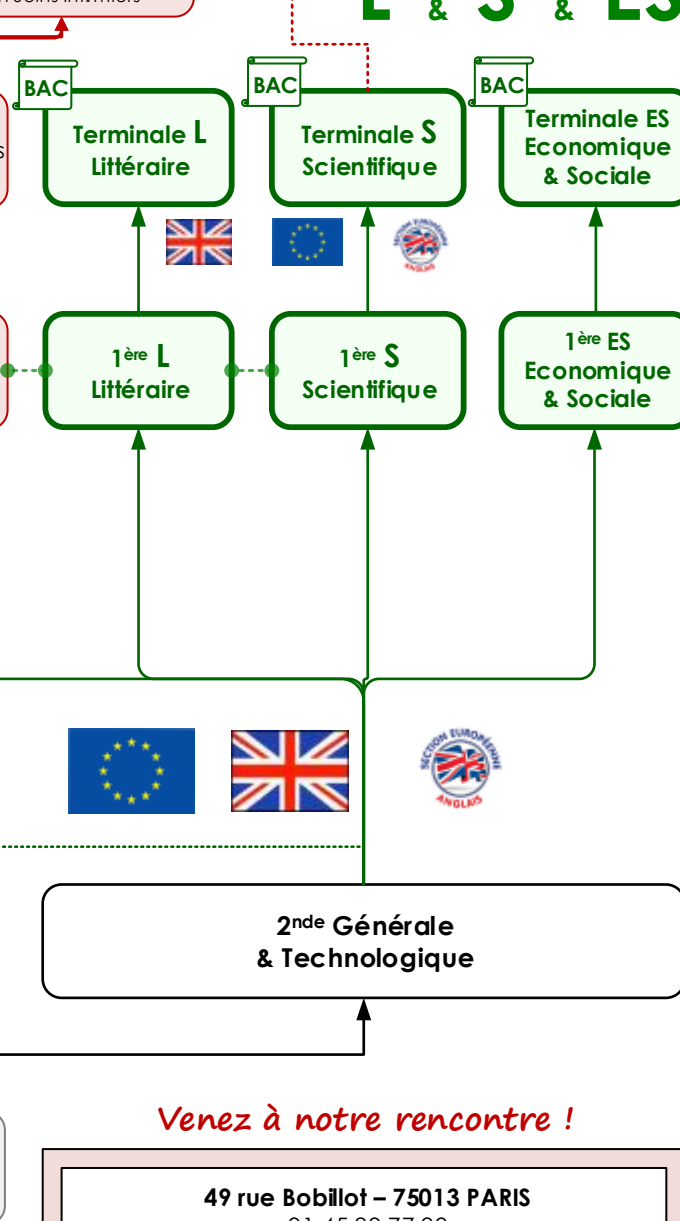 L & S & ES
BAC
Terminale L
Littéraire
BAC
Terminale S
Scientifique
BAC
Terminale ES
Economique
& Sociale
1ère L
Littéraire
1ère S
Scientifique
1ère ES
Economique
& Sociale
SECTION EUROPÉENNE
ANGLAIS
2nde Générale
& Technologique
Venez à notre rencontre !
49 rue Bobillot – 75013 PARIS